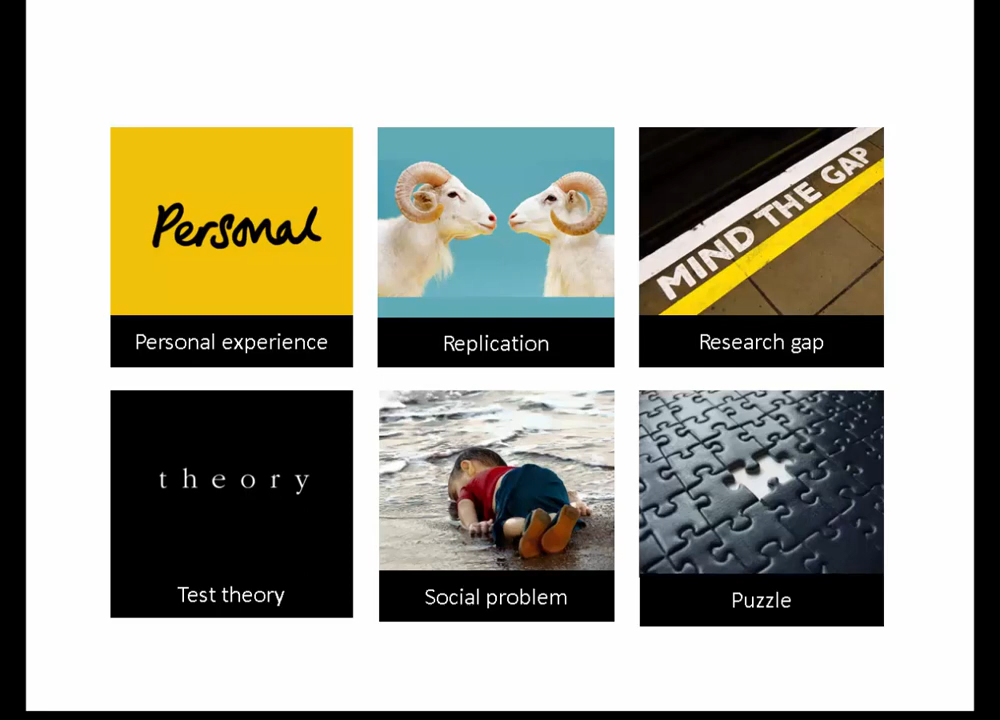 Personal
Personal experience
Replication
MIND THE GAP
Research gap
theory
Test theory
Social problem
Puzzle